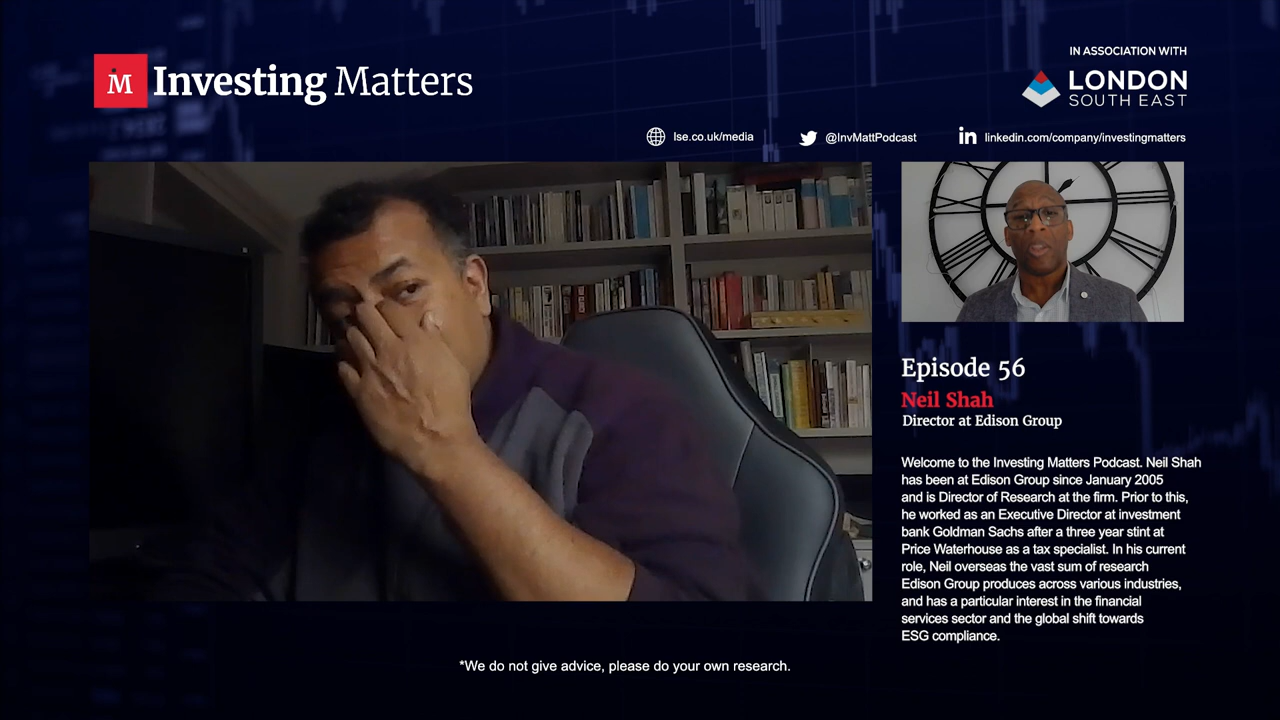 IN ASSOCIATION WITH
M Investing Matters
LONDON
SOUTH EAST
lse.co.uk/media
@InvMattPodcast
in linkedin.com/company/investingmatters
Episode 56
Neil Shah
Director at Edison Group
Welcome to the Investing Matters Podcast. Neil Shah
has been at Edison Group since January 2005
and is Director of Research at the firm. Prior to this,
he worked as an Executive Director at investment
bank Goldman Sachs after a three year stint at
Price Waterhouse as a tax specialist. In his current
role, Neil overseas the vast sum of research
Edison Group produces across various industries,
and has a particular interest in the financial
services sector and the global shift towards
ESG compliance.
*We do not give advice, please do your own research.